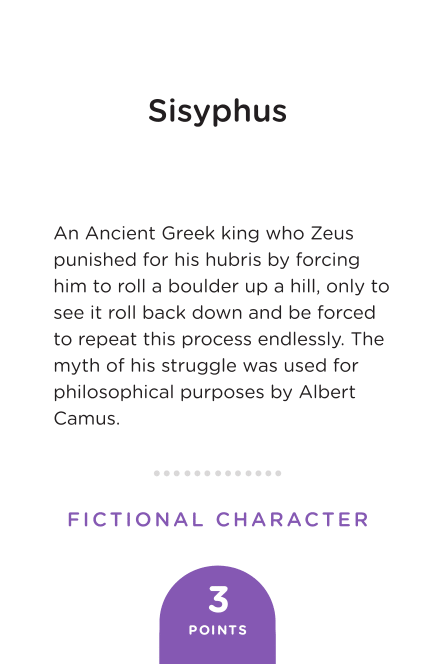 Sisyphus
An Ancient Greek king who Zeus
punished for his hubris by forcing
him to roll a boulder up a hill, only to
see it roll back down and be forced
to repeat this process endlessly. The
myth of his struggle was used for
philosophical purposes by Albert
Camus.
FICTIONAL CHARACTER
3
POINTS